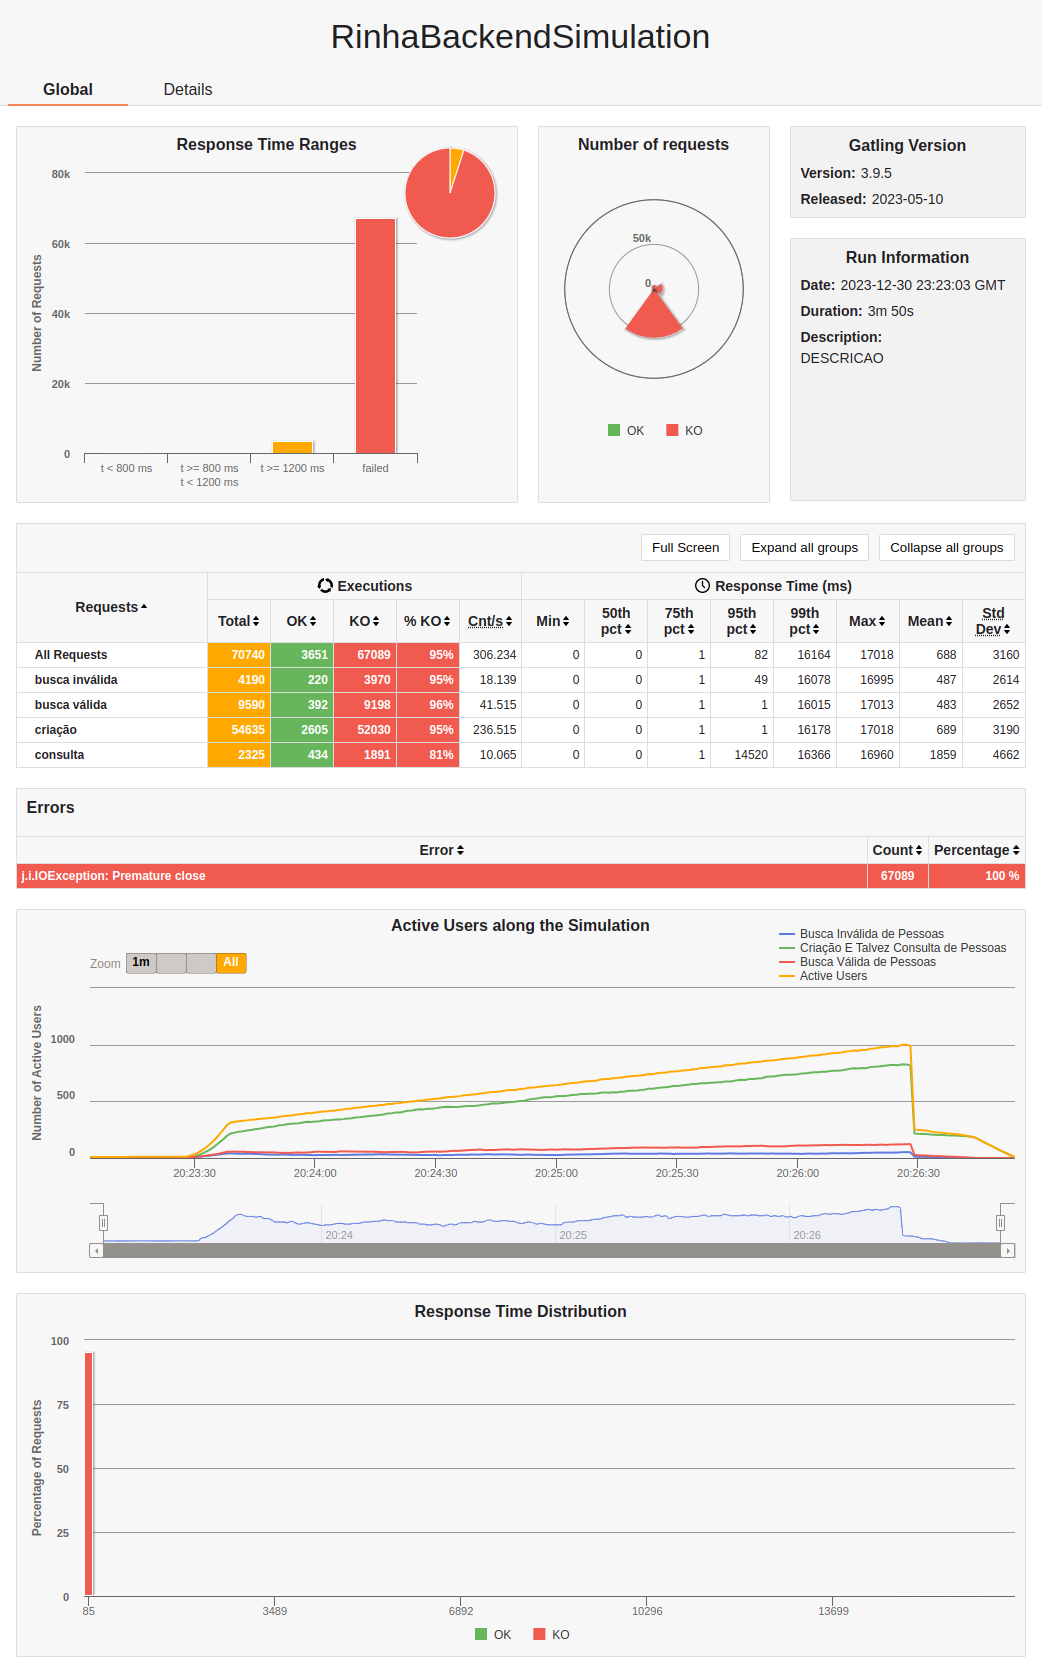 RinhaBackendSimulation
Global
Details
Response Time Ranges
80k
60k
40k
20k
0
Number of Requests
t < 800 ms
t >= 800 ms
t < 1200 ms
t >= 1200 ms
failed
Number of requests
50k
0
OK
KO
Gatling Version
Version: 3.9.5
Released: 2023-05-10
Run Information
Date: 2023-12-30 23:23:03 GMT
Duration: 3m 50s
Description:
DESCRICAO
Full Screen
Expand all groups
Collapse all groups
Requests
Executions
Response Time (ms)
Total OK KO % KO Cnt/s Min 50th pct 75th pct 95th pct 99th pct Max Mean Std Dev
All Requests 70740 3651 67089 95% 306.234 0 0 1 82 16164 17018 688 3160
busca inválida 4190 220 3970 95% 18.139 0 0 1 49 16078 16995 487 2614
busca válida 9590 392 9198 96% 41.515 0 0 1 1 16015 17013 483 2652
criação 54635 2605 52030 95% 236.515 0 0 1 1 16178 17018 689 3190
consulta 2325 434 1891 81% 10.065 0 0 1 14520 16366 16960 1859 4662
Errors
Error Count Percentage
j.i.IOException: Premature close 67089 100 %
Active Users along the Simulation
Zoom 1m All
Busca Inválida de Pessoas
Criação E Talvez Consulta de Pessoas
Busca Válida de Pessoas
Active Users
Number of Active Users
1000
500
0
20:23:30 20:24:00 20:24:30 20:25:00 20:25:30 20:26:00 20:26:30
20:24 20:25 20:26
Response Time Distribution
Percentage of Requests
100
75
50
25
0
85 3489 6892 10296 13699
OK KO